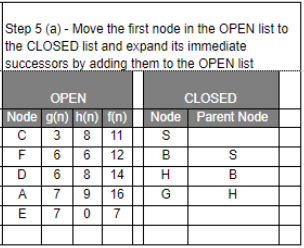 Step 5 (a) - Move the first node in the OPEN list to
the CLOSED list and expand its immediate
successors by adding them to the OPEN list
OPEN CLOSED
Node g(n) h(n) f(n) Node Parent Node
C 3 8 11 S
F 6 6 12 B S
D 6 8 14 H B
A 7 9 16 G H
E 7 0 7